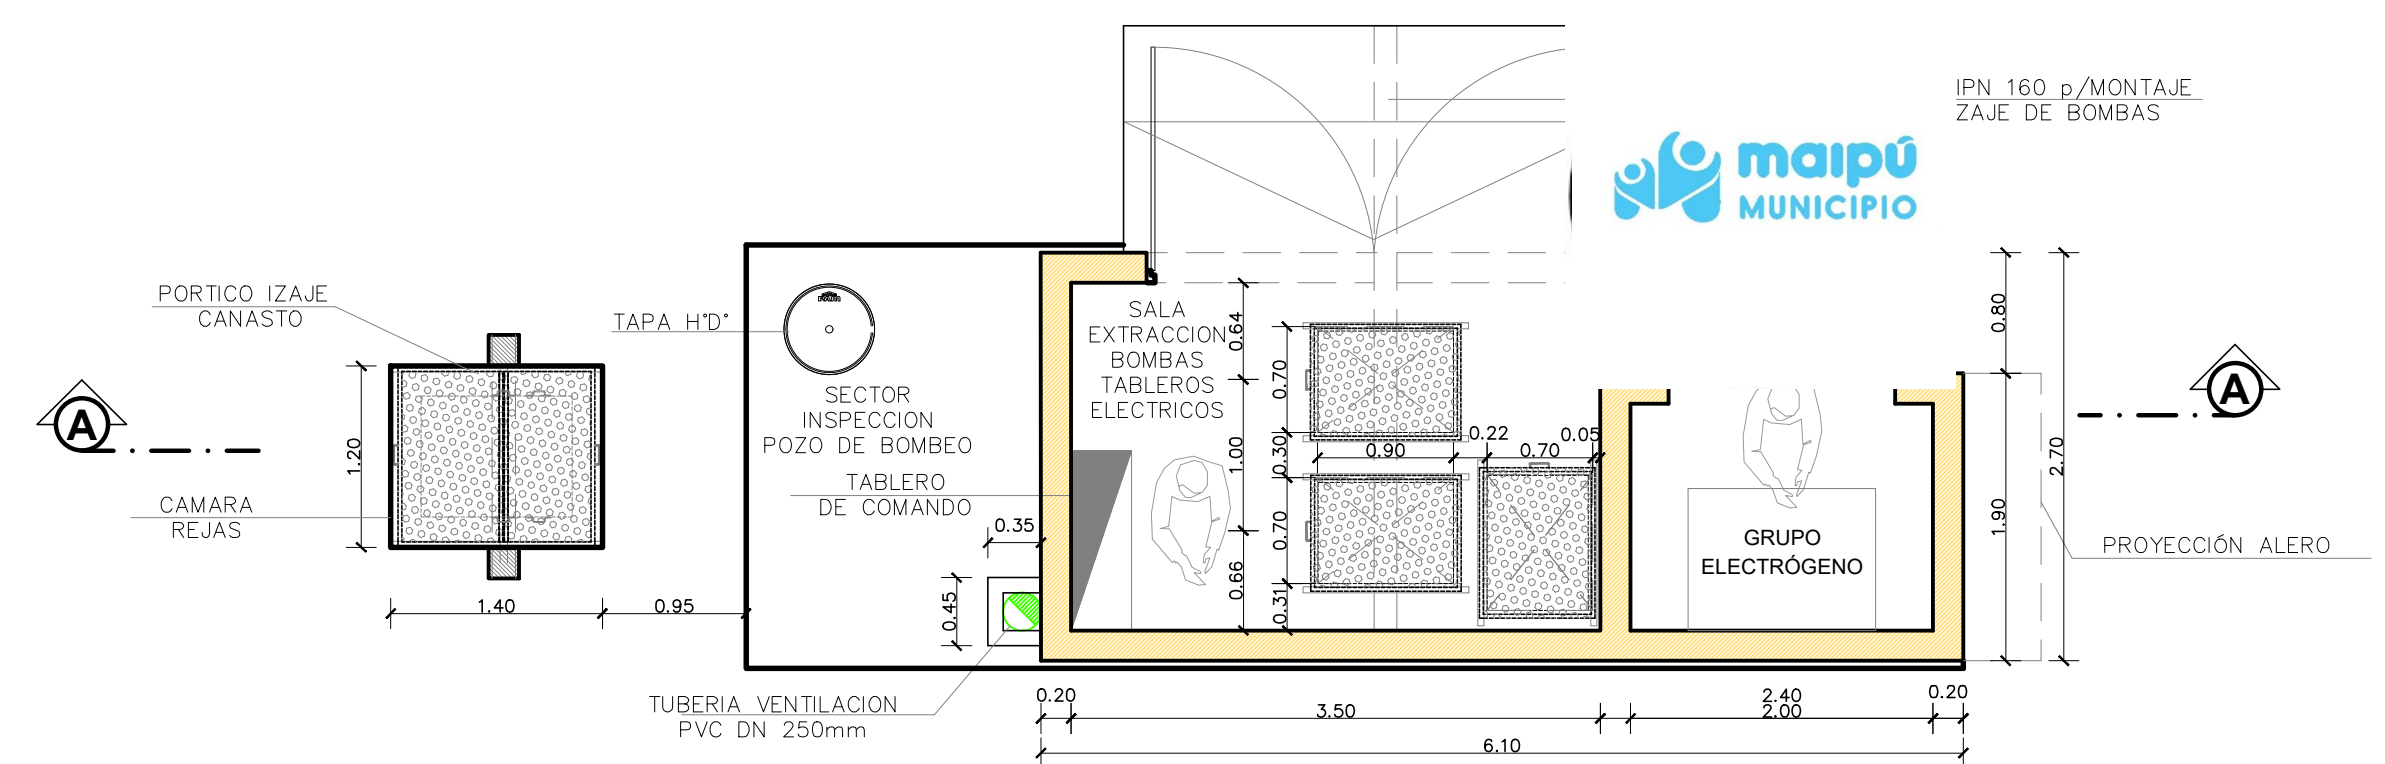 IPN 160 p/MONTAJE
ZAJE DE BOMBAS
maipú
MUNICIPIO
PORTICO IZAJE
CANASTO
TAPA H°D°
SALA
EXTRACCION
BOMBAS
TABLEROS
ELECTRICOS
0.64
0.70
0.80
2.70
A
A
SECTOR
INSPECCION
POZO DE BOMBEO
1.20
1.00
0.30
0.90
0.22
0.70
0.05
TABLERO
DE COMANDO
CAMARA
REJAS
0.35
0.70
1.90
GRUPO
ELECTRÓGENO
PROYECCIÓN ALERO
0.45
0.66
0.31
1.40
0.95
TUBERIA VENTILACION
PVC DN 250mm
0.20
3.50
2.40
2.00
0.20
6.10